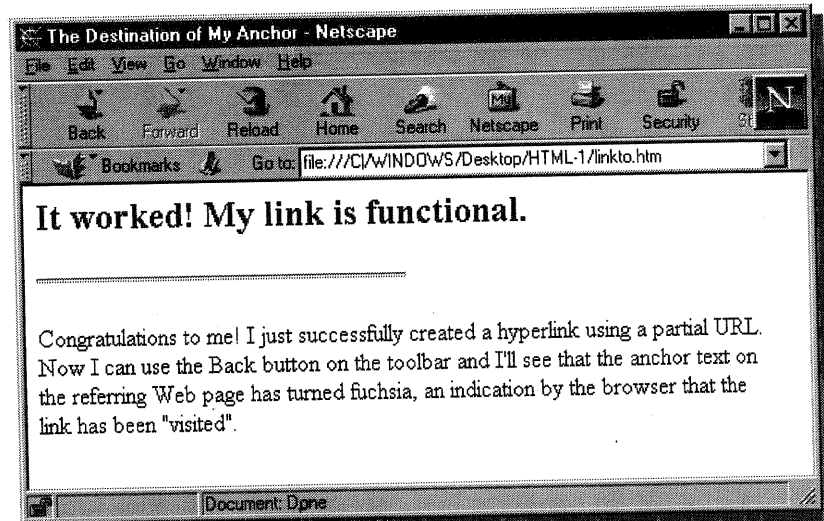 The Destination of My Anchor - Netscape
File Edit View Go Window Help
Back Forward Reload Home Search Netscape Print Security
Bookmarks Go to: file:///C|/WINDOWS/Desktop/HTML-1/linkto.htm
It worked! My link is functional.
Congratulations to me! I just successfully created a hyperlink using a partial URL.
Now I can use the Back button on the toolbar and I'll see that the anchor text on
the referring Web page has turned fuchsia, an indication by the browser that the
link has been "visited".
Document: Done